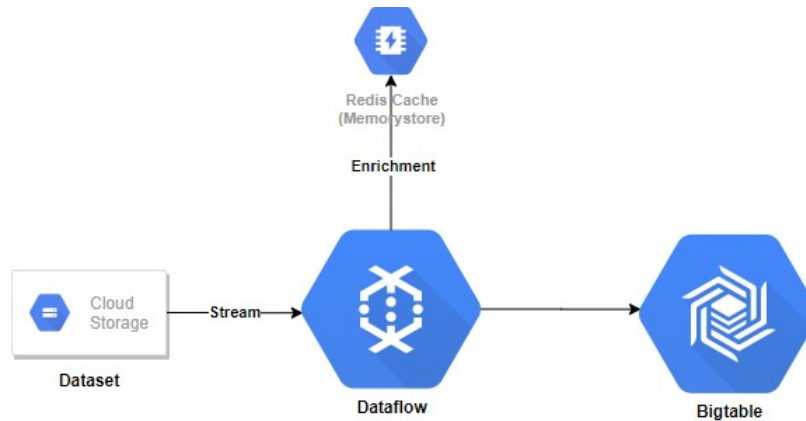 Redis Cache
(Memorystore)
Enrichment
Cloud
Storage
Stream
Dataset
Dataflow
Bigtable